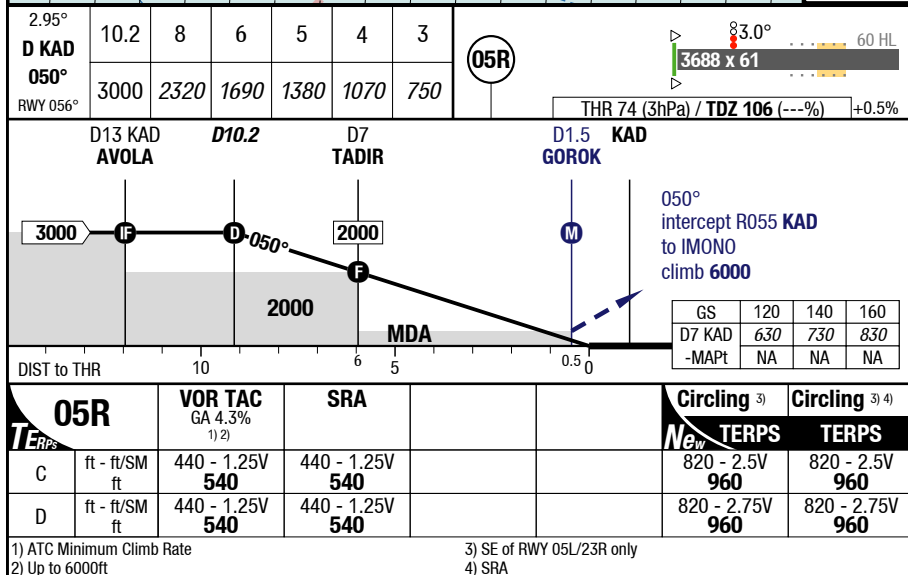 2.95°
D KAD
050°
RWY 056°
10.2 8 6 5 4 3
3000 2320 1690 1380 1070 750
05R
3.0°
60 HL
3688 x 61
THR 74 (3hPa) / TDZ 106 (---%) +0.5%
D13 KAD
AVOLA
D10.2
D7
TADIR
D1.5
GOROK
KAD
3000
IF
D
050°
2000
F
M
050°
intercept R055 KAD
to IMONO
climb 6000
2000
MDA
GS 120 140 160
D7 KAD 630 730 830
-MAPt NA NA NA
DIST to THR
10 6 5 0.5 0
TERPs
05R
VOR TAC
GA 4.3%
1) 2)
SRA
Circling 3)
New TERPS
Circling 3) 4)
TERPS
C ft - ft/SM 440 - 1.25V 440 - 1.25V 820 - 2.5V 820 - 2.5V
ft 540 540 960 960
D ft - ft/SM 440 - 1.25V 440 - 1.25V 820 - 2.75V 820 - 2.75V
ft 540 540 960 960
1) ATC Minimum Climb Rate
2) Up to 6000ft
3) SE of RWY 05L/23R only
4) SRA